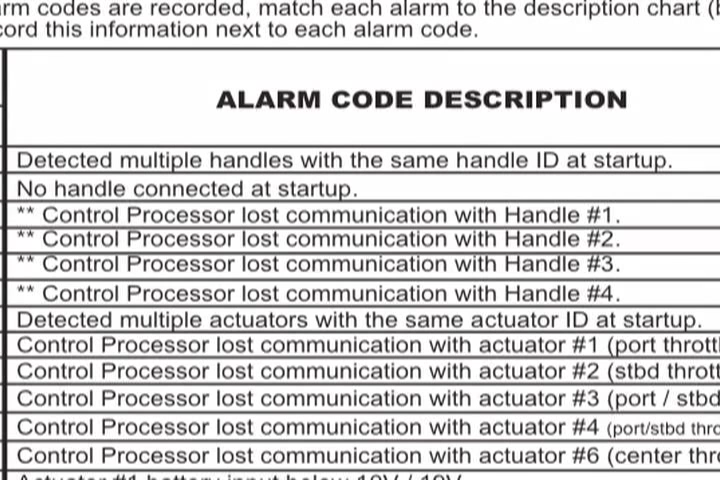 codes are recorded, match each alarm to the description chart
this information next to each alarm code.
ALARM CODE DESCRIPTION
Detected multiple handles with the same handle ID at startup.
No handle connected at startup.
** Control Processor lost communication with Handle #1.
** Control Processor lost communication with Handle #2.
** Control Processor lost communication with Handle #3.
** Control Processor lost communication with Handle #4.
Detected multiple actuators with the same actuator ID at startup.
Control Processor lost communication with actuator #1 (port
Control Processor lost communication with actuator #2 (stbd
Control Processor lost communication with actuator #3 (port / stbd
Control Processor lost communication with actuator #4 (port/stbd
Control Processor lost communication with actuator #6 (center